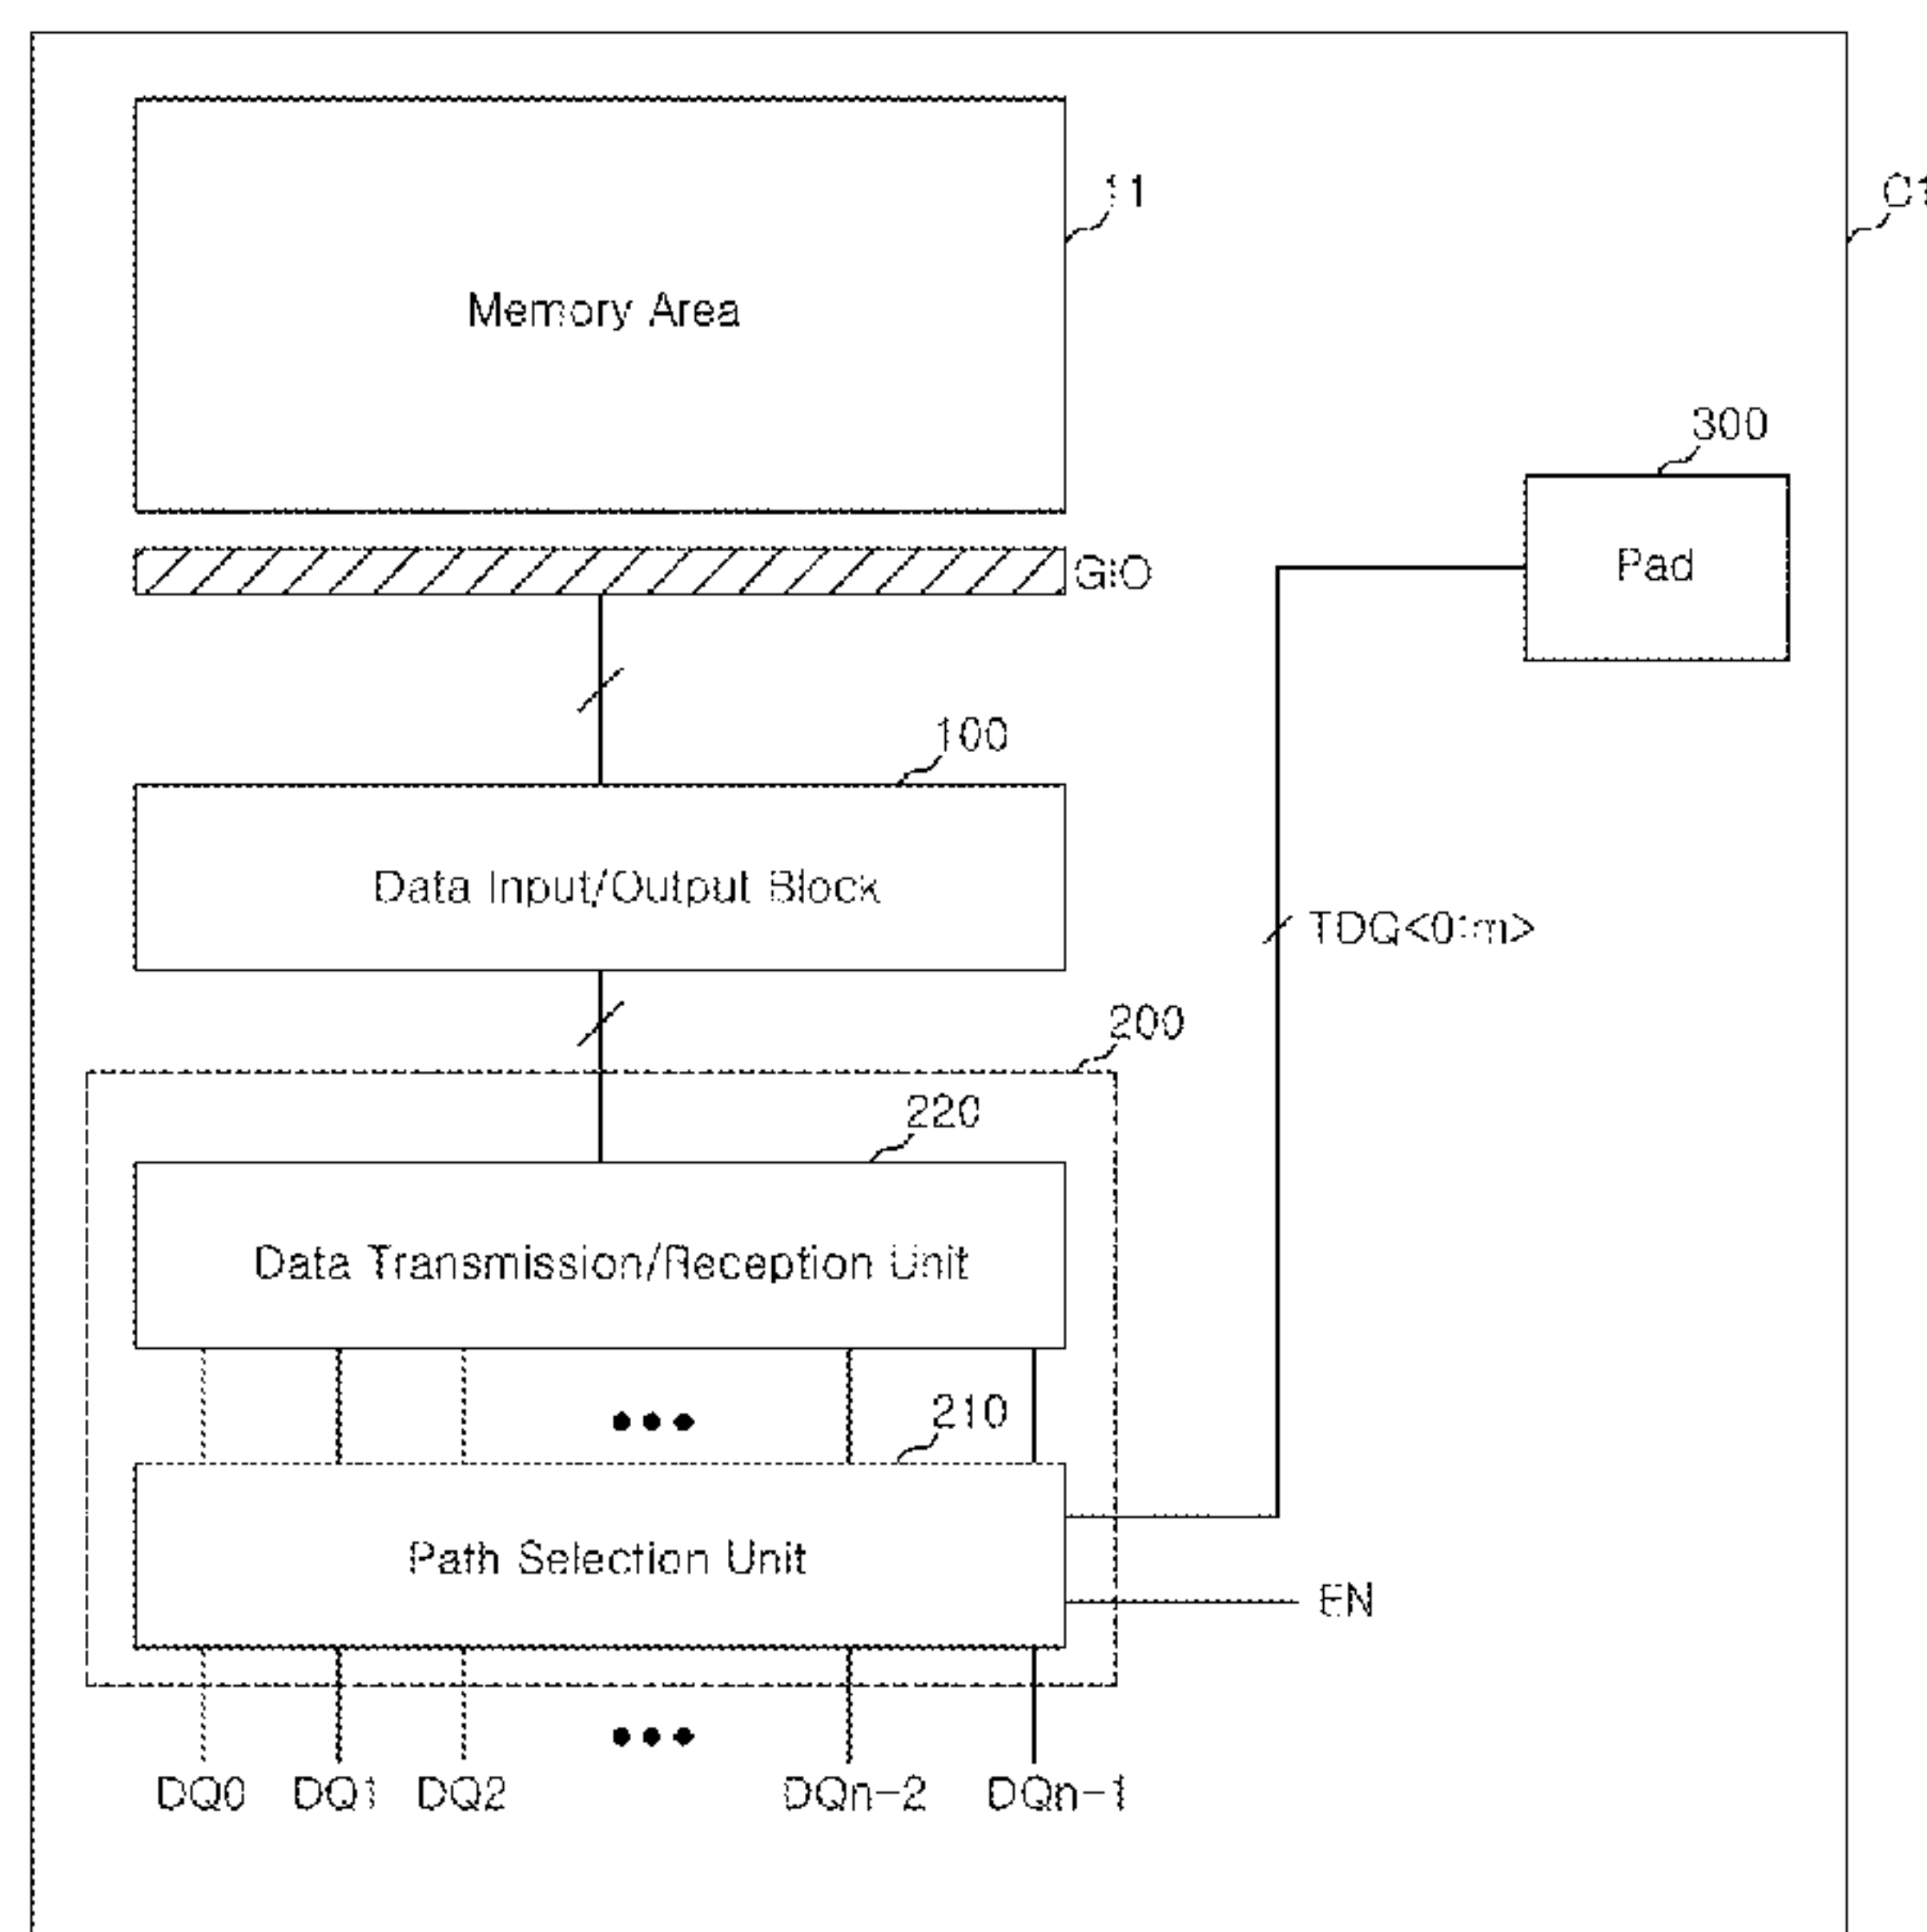 11
C1
Memory Area
300
Pad
GIO
100
Data Input/Output Block
TDQ<0:m>
200
220
Data Transmission/Reception Unit
210
Path Selection Unit
EN
DQ0 DQ1 DQ2 DQn-2 DQn-1